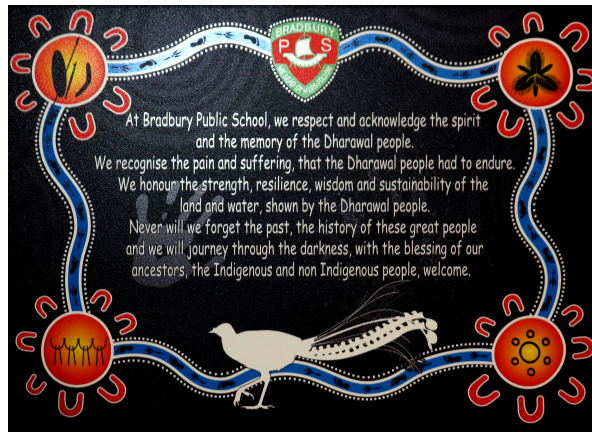 BRADBURY
P S
At Bradbury Public School, we respect and acknowledge the spirit
and the memory of the Dharawal people.
We recognise the pain and suffering, that the Dharawal people had to endure.
We honour the strength, resilience, wisdom and sustainability of the
land and water, shown by the Dharawal people.
Never will we forget the past, the history of these great people
and we will journey through the darkness, with the blessing of our
ancestors, the Indigenous and non Indigenous people, welcome.